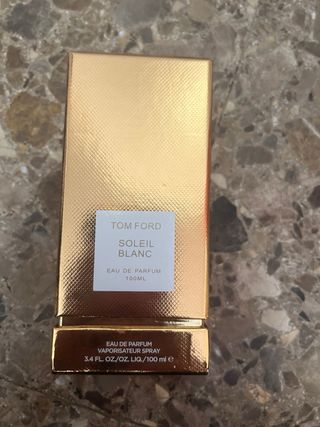 TOM FORD
SOLEIL
BLANC
EAU DE PARFUM
100ML
EAU DE PARFUM
VAPORISATEUR SPRAY
3.4 FL. OZ./OZ. LIQ./100 ml ℮